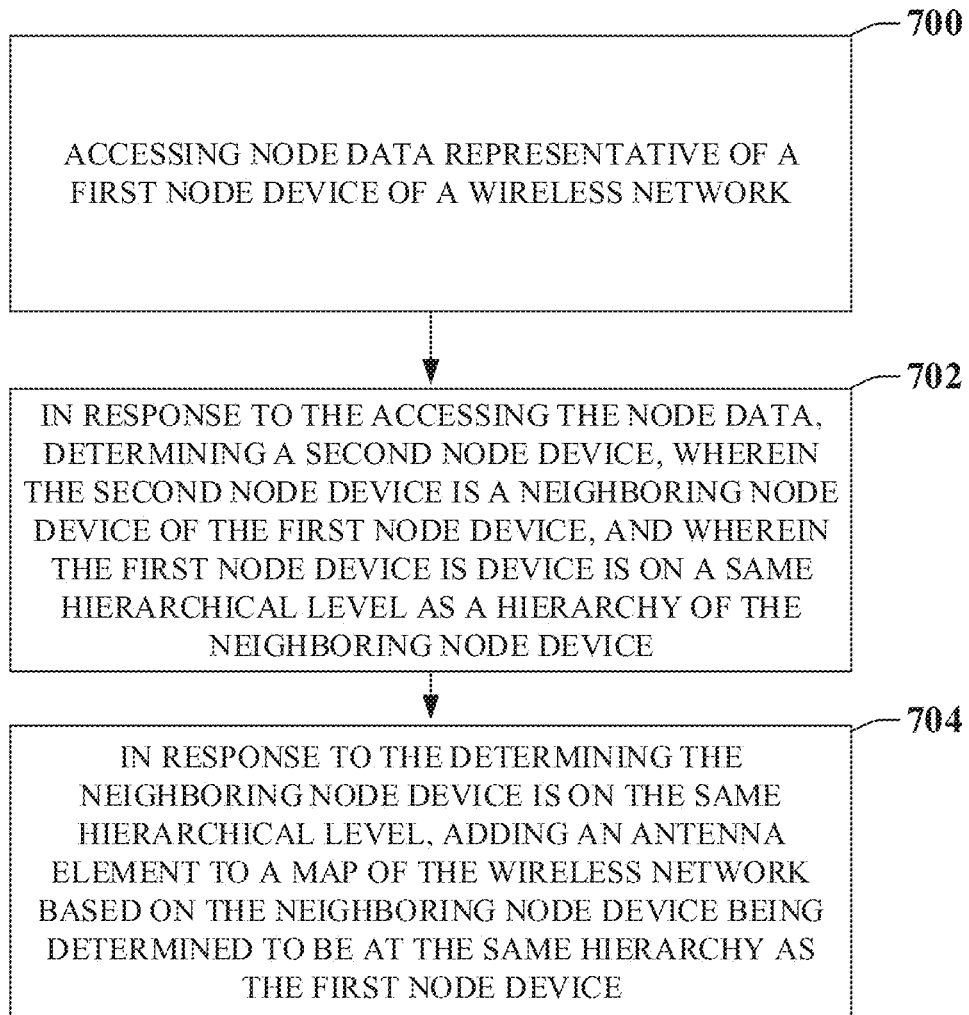 700
ACCESSING NODE DATA REPRESENTATIVE OF A
FIRST NODE DEVICE OF A WIRELESS NETWORK
702
IN RESPONSE TO THE ACCESSING THE NODE DATA,
DETERMINING A SECOND NODE DEVICE, WHEREIN
THE SECOND NODE DEVICE IS A NEIGHBORING NODE
DEVICE OF THE FIRST NODE DEVICE, AND WHEREIN
THE FIRST NODE DEVICE IS DEVICE IS ON A SAME
HIERARCHICAL LEVEL AS A HIERARCHY OF THE
NEIGHBORING NODE DEVICE
704
IN RESPONSE TO THE DETERMINING THE
NEIGHBORING NODE DEVICE IS ON THE SAME
HIERARCHICAL LEVEL, ADDING AN ANTENNA
ELEMENT TO A MAP OF THE WIRELESS NETWORK
BASED ON THE NEIGHBORING NODE DEVICE BEING
DETERMINED TO BE AT THE SAME HIERARCHY AS
THE FIRST NODE DEVICE